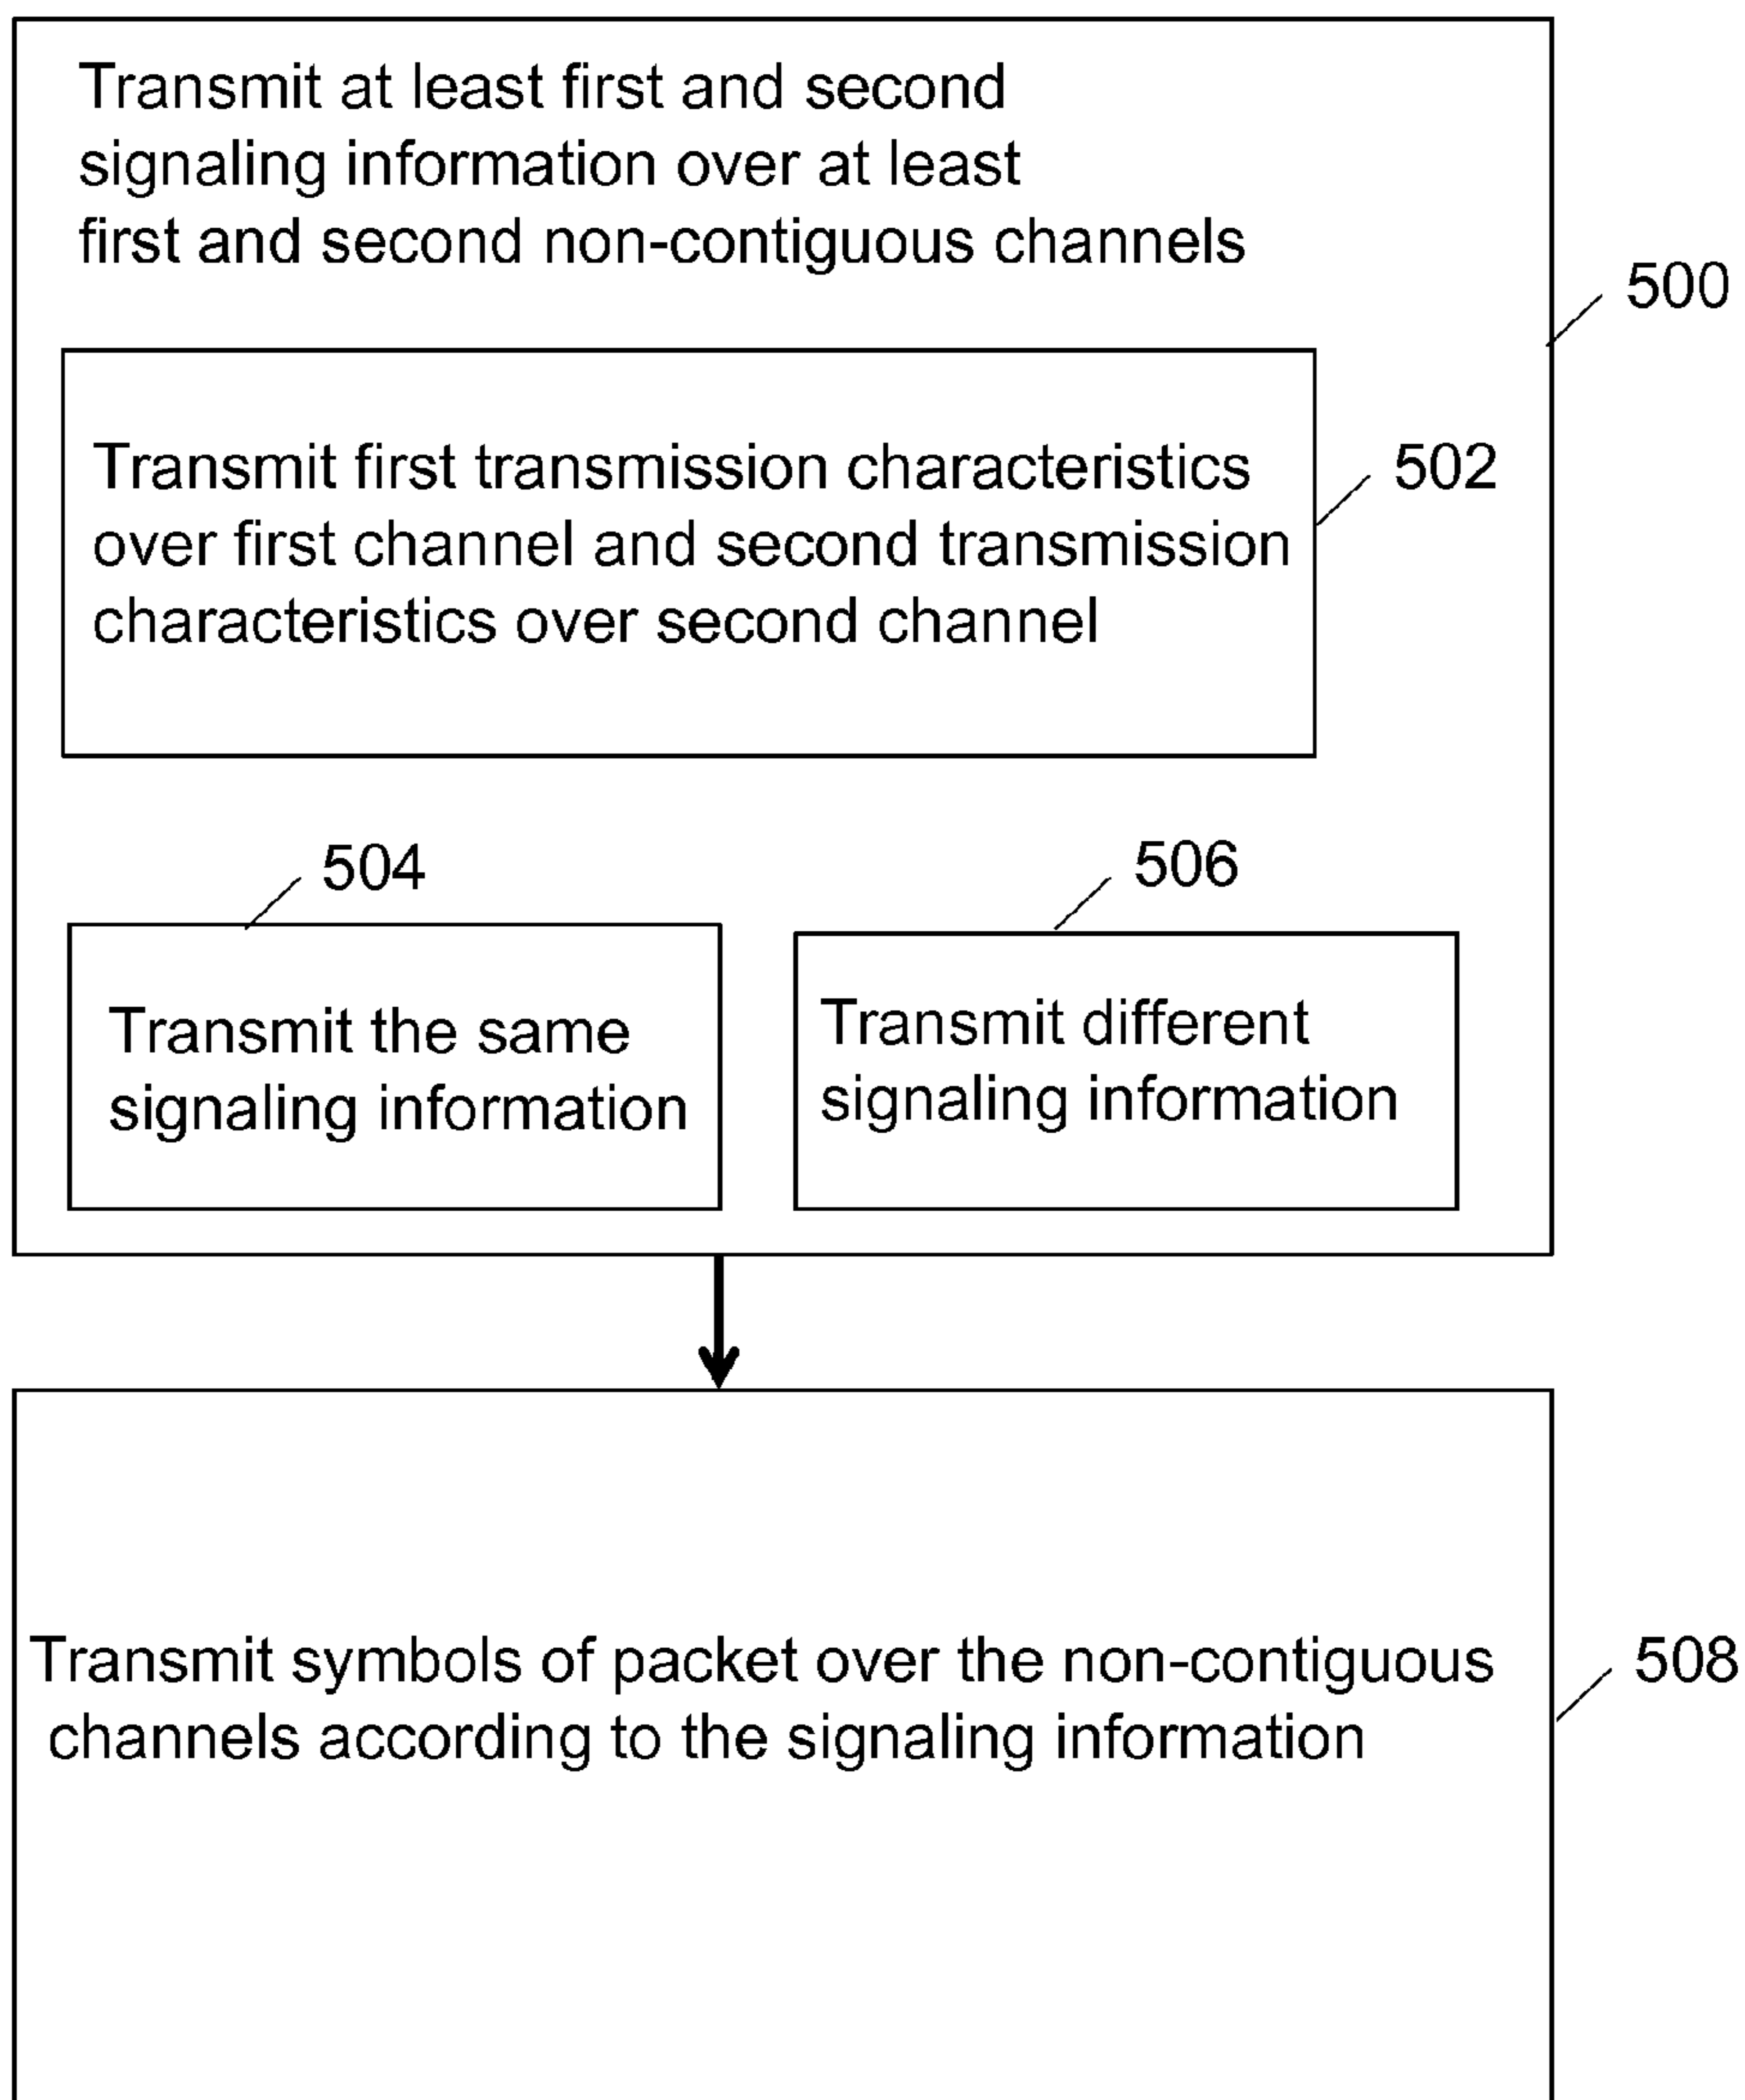 Transmit at least first and second
signaling information over at least
first and second non-contiguous channels
500
Transmit first transmission characteristics
over first channel and second transmission
characteristics over second channel
502
504
506
Transmit the same
signaling information
Transmit different
signaling information
Transmit symbols of packet over the non-contiguous
channels according to the signaling information
508